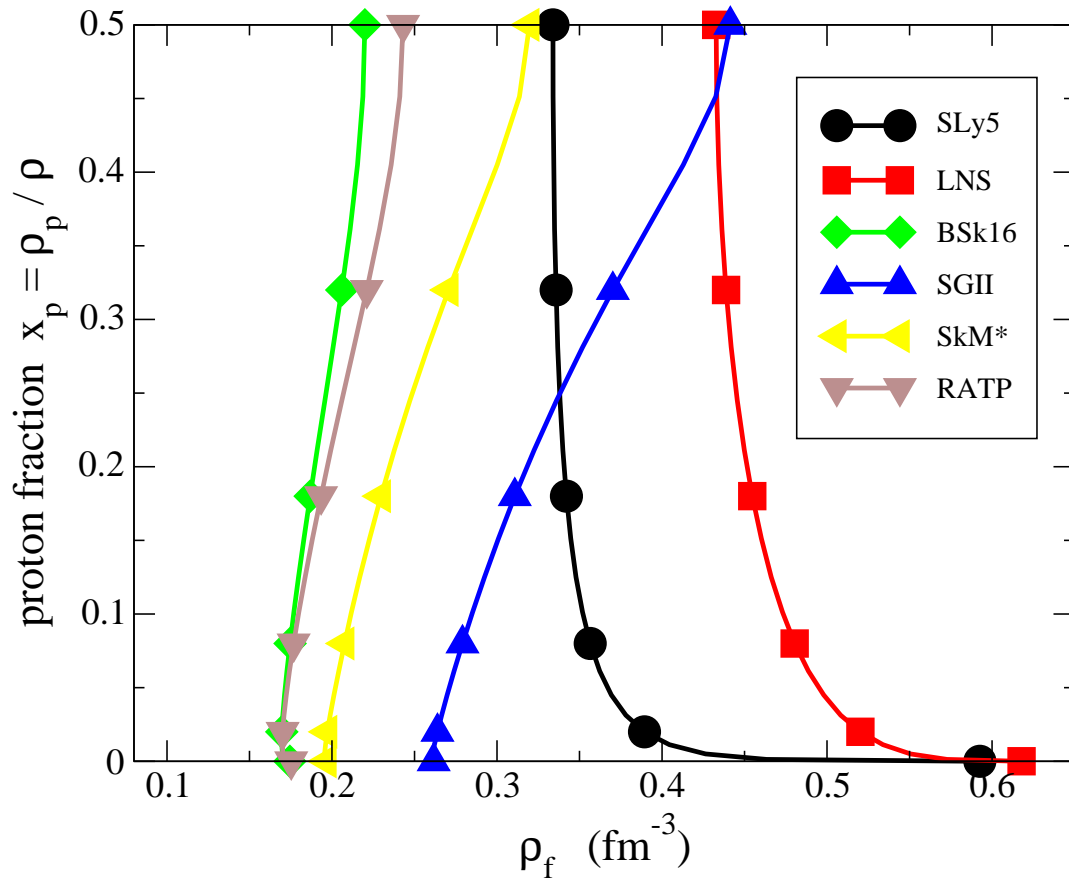 0.5
0.4
0.3
0.2
0.1
0
proton fraction x_p = ρ_p / ρ
SLy5
LNS
BSk16
SGII
SkM*
RATP
0.1 0.2 0.3 0.4 0.5 0.6
ρ_f (fm^-3)